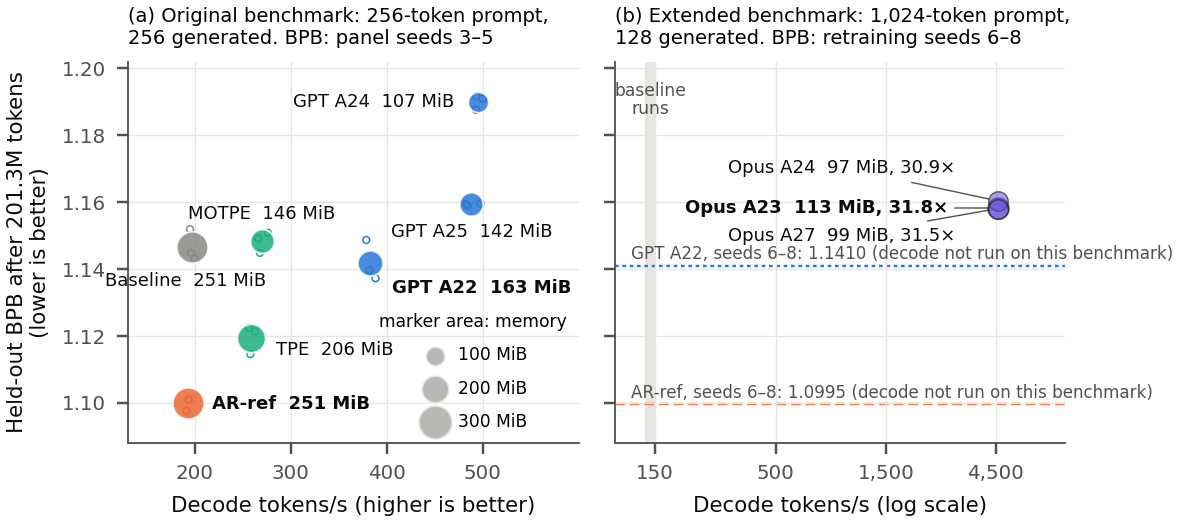 (a) Original benchmark: 256-token prompt,
256 generated. BPB: panel seeds 3–5
Held-out BPB after 201.3M tokens
(lower is better)
1.20
1.18
1.16
1.14
1.12
1.10
GPT A24  107 MiB
MOTPE  146 MiB
GPT A25  142 MiB
Baseline  251 MiB
GPT A22  163 MiB
marker area: memory
TPE  206 MiB
100 MiB
200 MiB
300 MiB
AR-ref  251 MiB
200
300
400
500
Decode tokens/s (higher is better)
(b) Extended benchmark: 1,024-token prompt,
128 generated. BPB: retraining seeds 6–8
baseline
runs
Opus A24  97 MiB, 30.9×
Opus A23  113 MiB, 31.8×
Opus A27  99 MiB, 31.5×
GPT A22, seeds 6–8: 1.1410 (decode not run on this benchmark)
AR-ref, seeds 6–8: 1.0995 (decode not run on this benchmark)
150
500
1,500
4,500
Decode tokens/s (log scale)